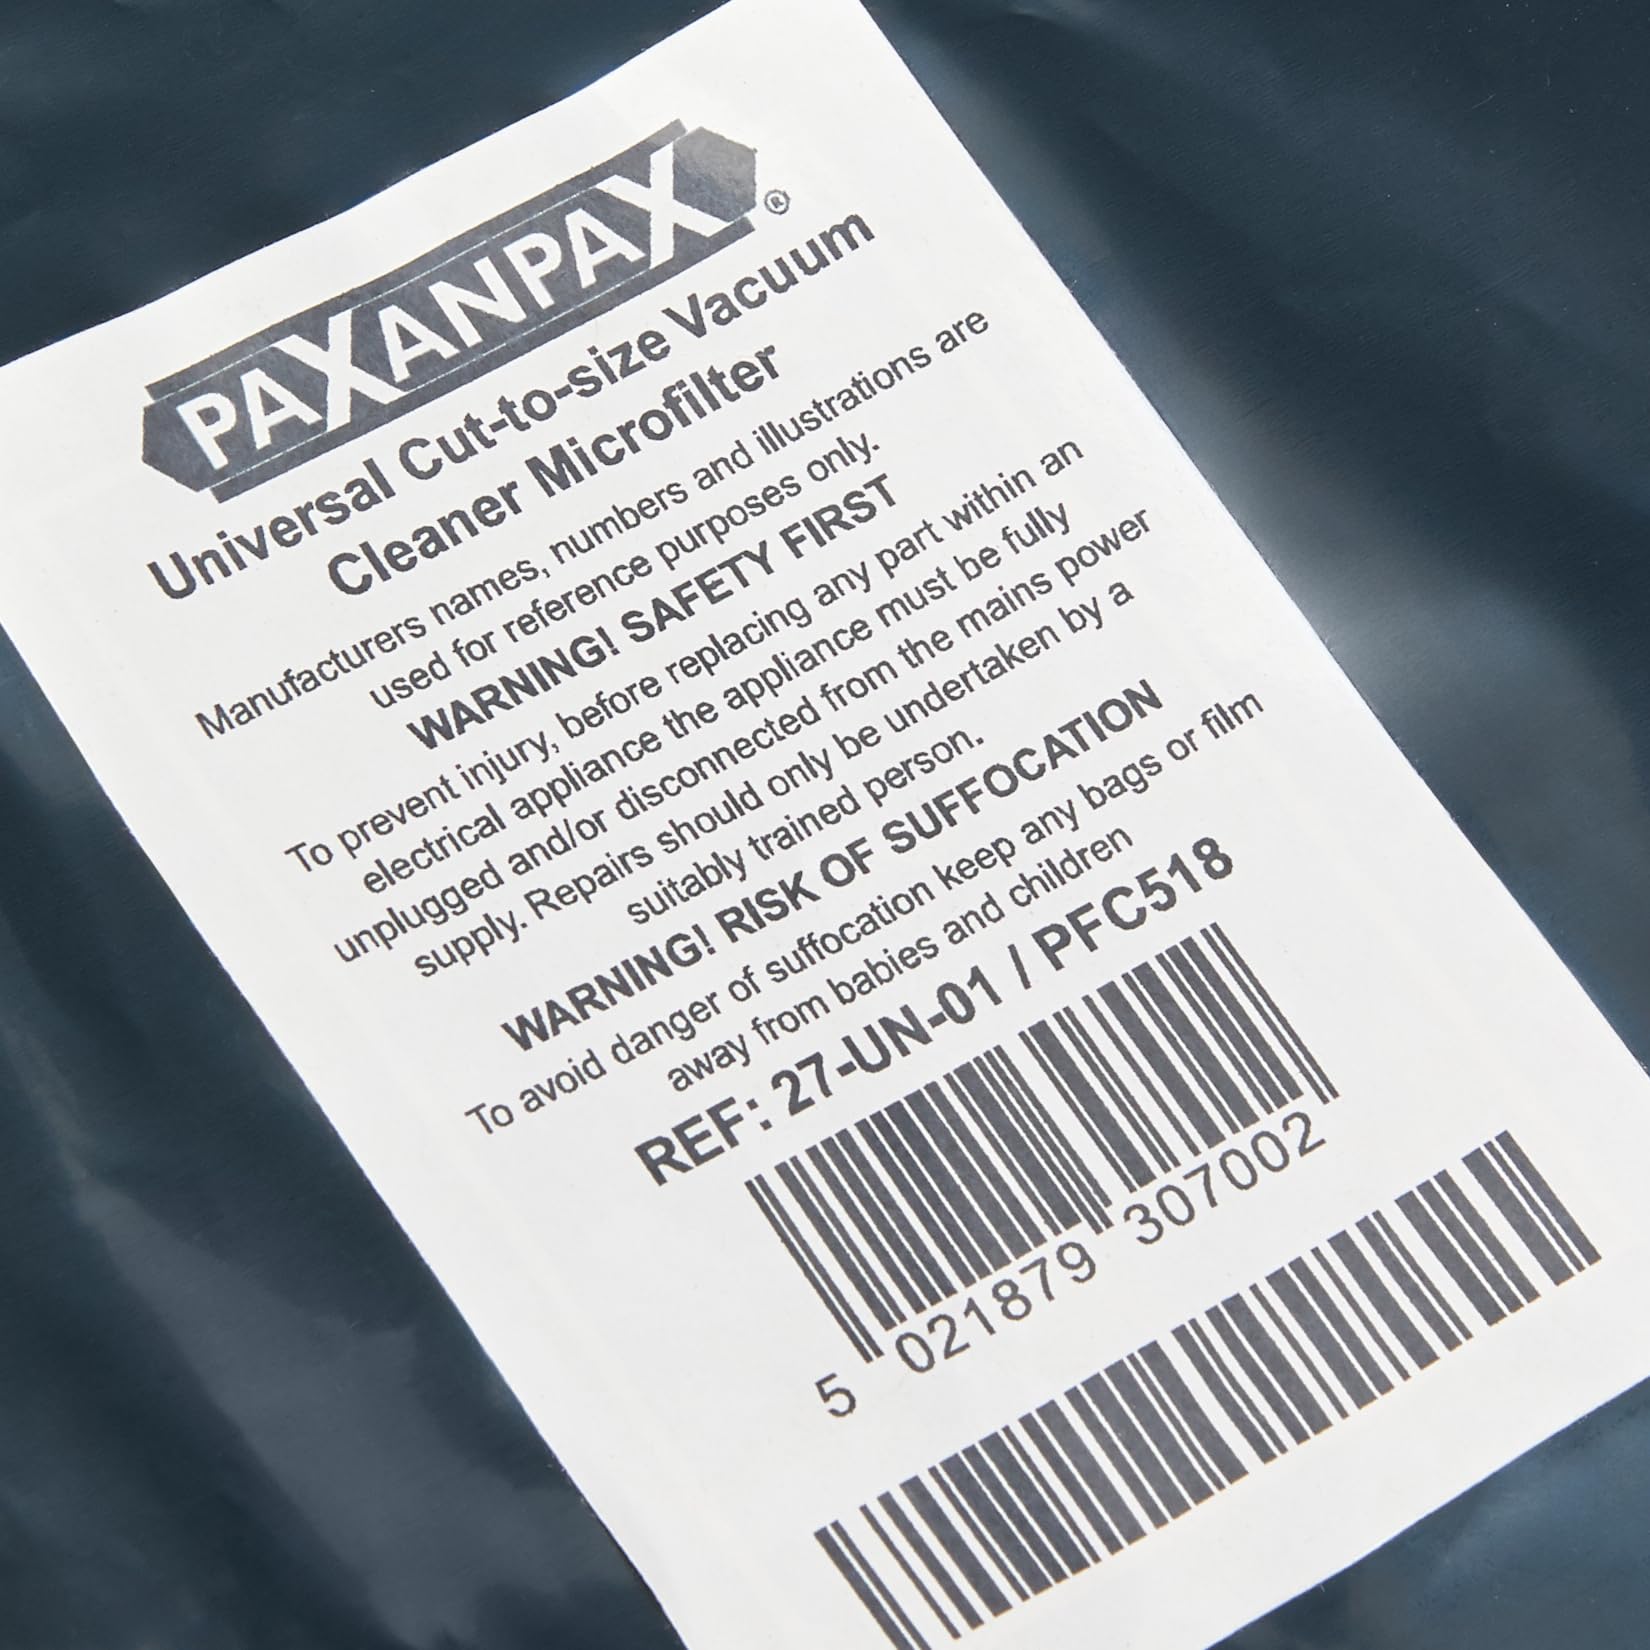 PAXANPAX®
Universal Cut-to-size Vacuum
Cleaner Microfilter
Manufacturers names, numbers and illustrations are
used for reference purposes only.
WARNING! SAFETY FIRST
To prevent injury, before replacing any part within an
electrical appliance the appliance must be fully
unplugged and/or disconnected from the mains power
supply. Repairs should only be undertaken by a
suitably trained person.
WARNING! RISK OF SUFFOCATION
To avoid danger of suffocation keep any bags or film
away from babies and children
REF: 27-UN-01 / PFC518
5 021879 307002